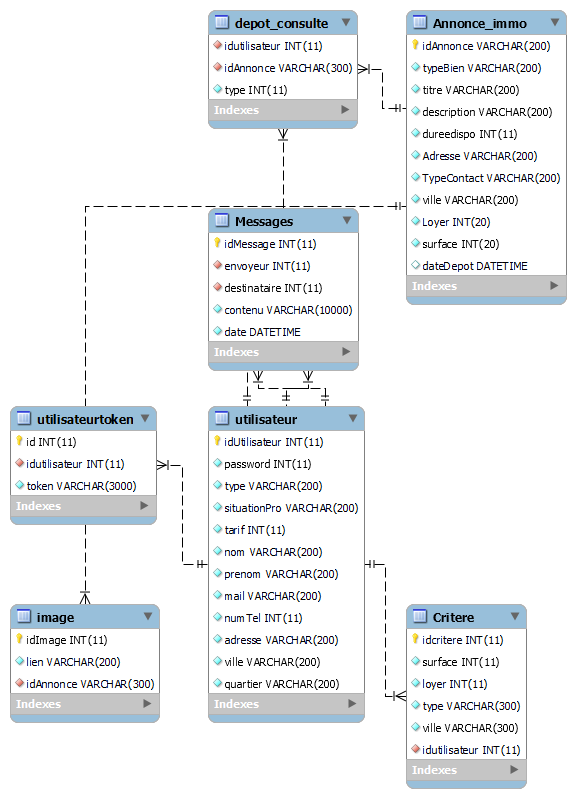 depot_consulte
idutilisateur INT(11)
idAnnonce VARCHAR(300)
type INT(11)
Indexes
Annonce_immo
idAnnonce VARCHAR(200)
typeBien VARCHAR(200)
titre VARCHAR(200)
description VARCHAR(200)
dureedispo INT(11)
Adresse VARCHAR(200)
TypeContact VARCHAR(200)
ville VARCHAR(200)
Loyer INT(20)
surface INT(20)
dateDepot DATETIME
Indexes
Messages
idMessage INT(11)
envoyeur INT(11)
destinataire INT(11)
contenu VARCHAR(10000)
date DATETIME
Indexes
utilisateurtoken
id INT(11)
idutilisateur INT(11)
token VARCHAR(3000)
Indexes
utilisateur
idUtilisateur INT(11)
password INT(11)
type VARCHAR(200)
situationPro VARCHAR(200)
tarif INT(11)
nom VARCHAR(200)
prenom VARCHAR(200)
mail VARCHAR(200)
numTel INT(11)
adresse VARCHAR(200)
ville VARCHAR(200)
quartier VARCHAR(200)
Indexes
image
idImage INT(11)
lien VARCHAR(200)
idAnnonce VARCHAR(300)
Indexes
Critere
idcritere INT(11)
surface INT(11)
loyer INT(11)
type VARCHAR(300)
ville VARCHAR(300)
idutilisateur INT(11)
Indexes